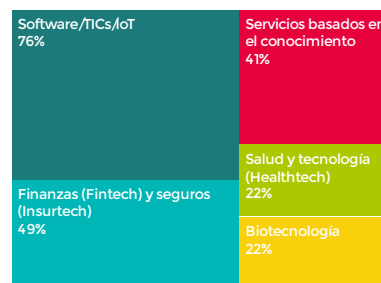 Software/TICs/IoT
76%
Servicios basados en
el conocimiento
41%
Finanzas (Fintech) y seguros
(Insurtech)
49%
Salud y tecnología
(Healthtech)
22%
Biotecnología
22%